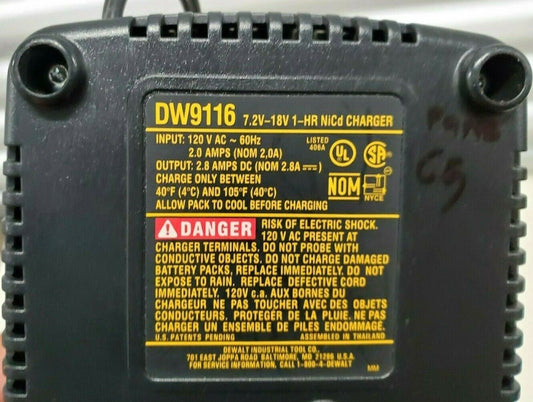 DW9116 7.2V–18V 1–HR NiCd CHARGER
INPUT: 120 V AC ~ 60Hz
2.0 AMPS (NOM 2,0A)
LISTED
406A
UL
SA
OUTPUT: 2.8 AMPS DC (NOM 2.8A ⎓)
CHARGE ONLY BETWEEN
40°F (4°C) AND 105°F (40°C)
ALLOW PACK TO COOL BEFORE CHARGING
NOM
NYCE
DANGER RISK OF ELECTRIC SHOCK.
120 V AC PRESENT AT
CHARGER TERMINALS. DO NOT PROBE WITH
CONDUCTIVE OBJECTS. DO NOT CHARGE DAMAGED
BATTERY PACKS, REPLACE IMMEDIATELY. DO NOT
EXPOSE TO RAIN. REPLACE DEFECTIVE CORD
IMMEDIATELY. 120V c.a. AUX BORNES DU
CHARGEUR NE PAS TOUCHER AVEC DES OBJETS
CONDUCTEURS. PROTEGER DE LA PLUIE. NE PAS
CHARGER UN ENSEMBLE DE PILES ENDOMMAGE.
U.S. PATENTS PENDING ASSEMBLED IN THAILAND
DEWALT INDUSTRIAL TOOL CO.,
701 EAST JOPPA ROAD BALTIMORE, MD 21286 U.S.A.
FOR SERVICE INFORMATION, CALL 1-800-4-DEWALT
MM